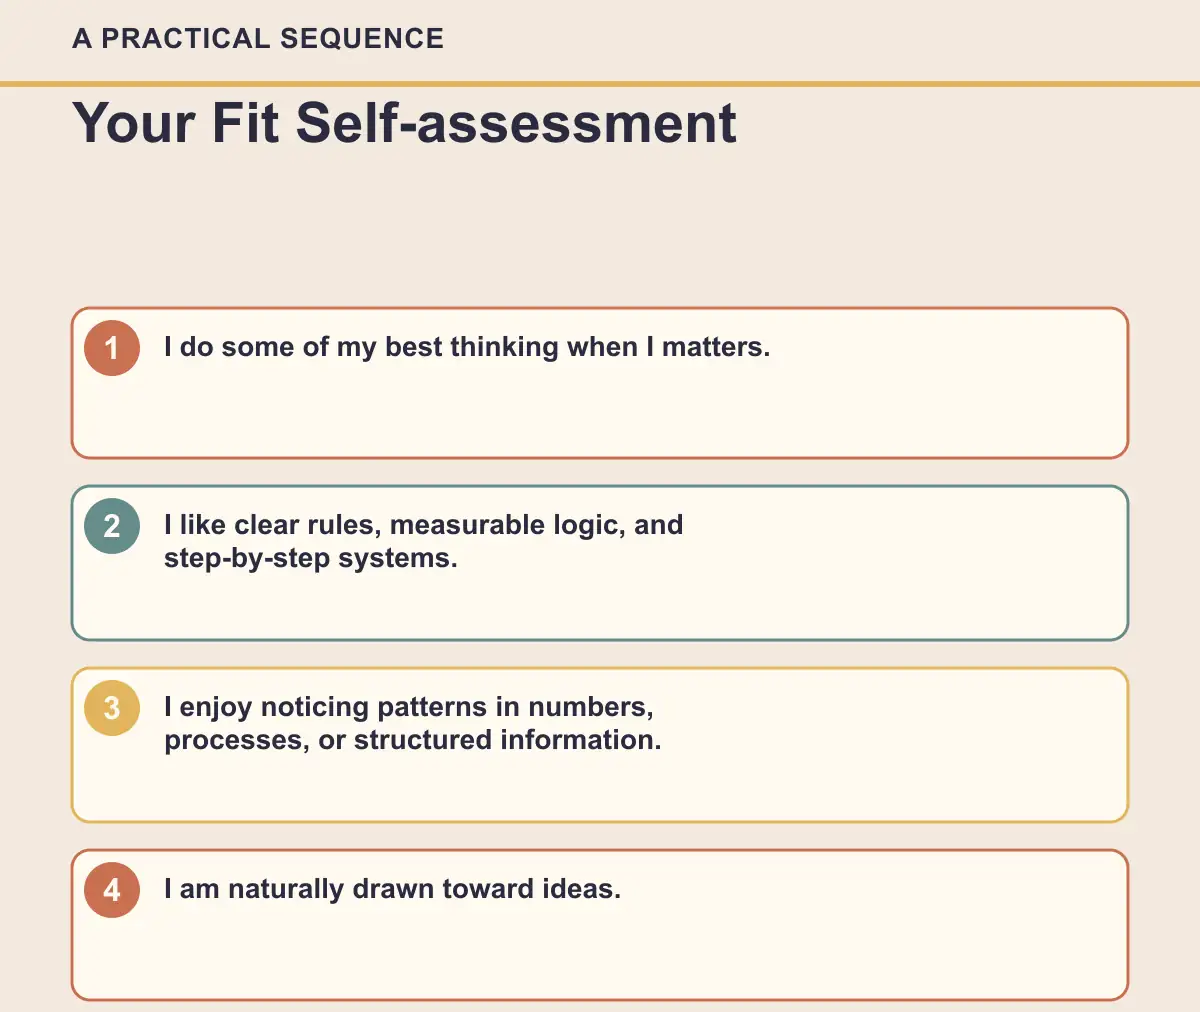 A PRACTICAL SEQUENCE
Your Fit Self-assessment
1
I do some of my best thinking when I matters.
2
I like clear rules, measurable logic, and
step-by-step systems.
3
I enjoy noticing patterns in numbers,
processes, or structured information.
4
I am naturally drawn toward ideas.